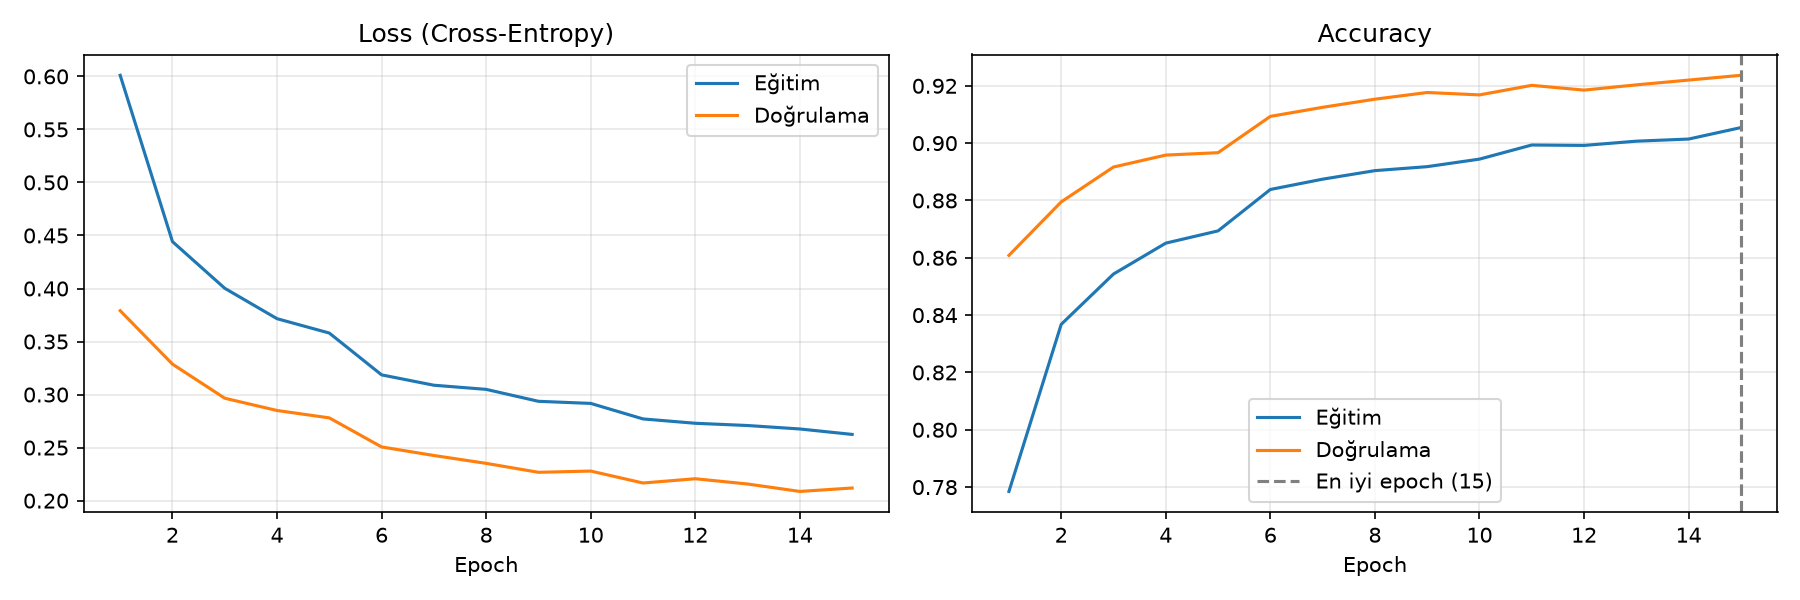 Loss (Cross-Entropy)
0.60
0.55
0.50
0.45
0.40
0.35
0.30
0.25
0.20
2 4 6 8 10 12 14
Epoch
Eğitim
Doğrulama
Accuracy
0.92
0.90
0.88
0.86
0.84
0.82
0.80
0.78
2 4 6 8 10 12 14
Epoch
Eğitim
Doğrulama
En iyi epoch (15)